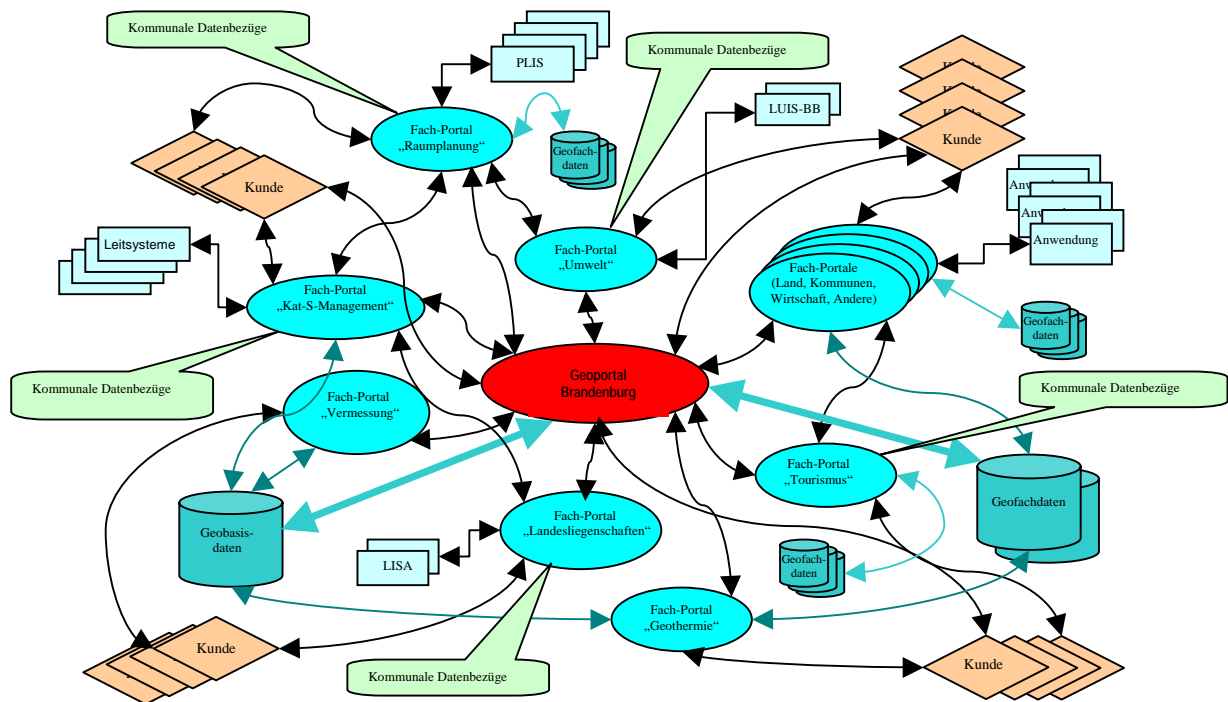 Kommunale Datenbezüge
PLIS
Kommunale Datenbezüge
LUIS-BB
Kunde
Fach-Portal
„Raumplanung“
Geofach-
daten
Kunde
Anwendung
Leitsysteme
Fach-Portal
„Umwelt“
Fach-Portale
(Land, Kommunen,
Wirtschaft, Andere)
Fach-Portal
„Kat-S-Management“
Geofach-
daten
Kommunale Datenbezüge
Geoportal
Brandenburg
Kommunale Datenbezüge
Fach-Portal
„Vermessung“
Fach-Portal
„Tourismus“
Geofachdaten
Geobasis-
daten
Fach-Portal
„Landesliegenschaften“
LISA
Geofach-
daten
Fach-Portal
„Geothermie“
Kunde
Kommunale Datenbezüge
Kunde